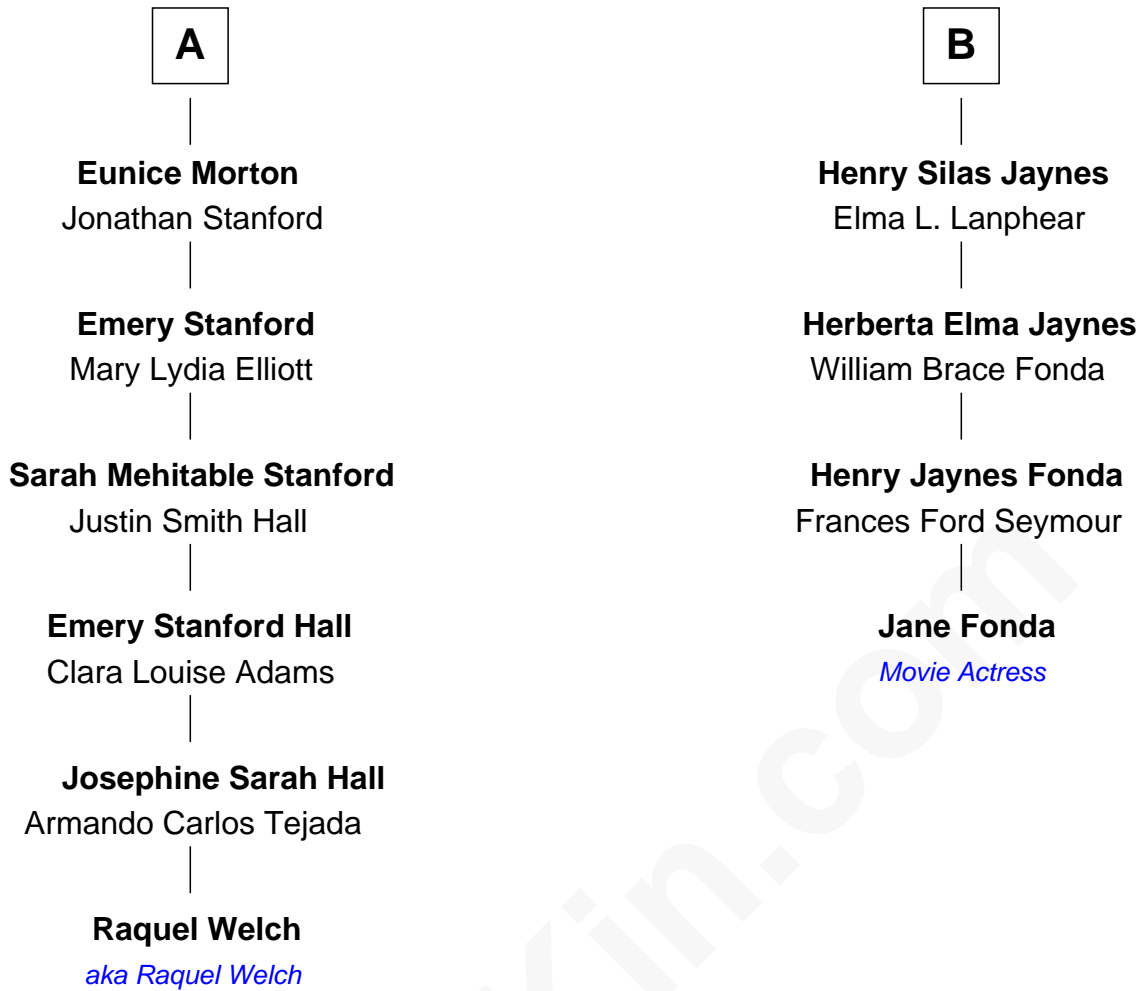 A
Eunice Morton
Jonathan Stanford
Emery Stanford
Mary Lydia Elliott
Sarah Mehitable Stanford
Justin Smith Hall
Emery Stanford Hall
Clara Louise Adams
Josephine Sarah Hall
Armando Carlos Tejada
Raquel Welch
aka Raquel Welch
B
Henry Silas Jaynes
Elma L. Lanphear
Herberta Elma Jaynes
William Brace Fonda
Henry Jaynes Fonda
Frances Ford Seymour
Jane Fonda
Movie Actress
Kin.com